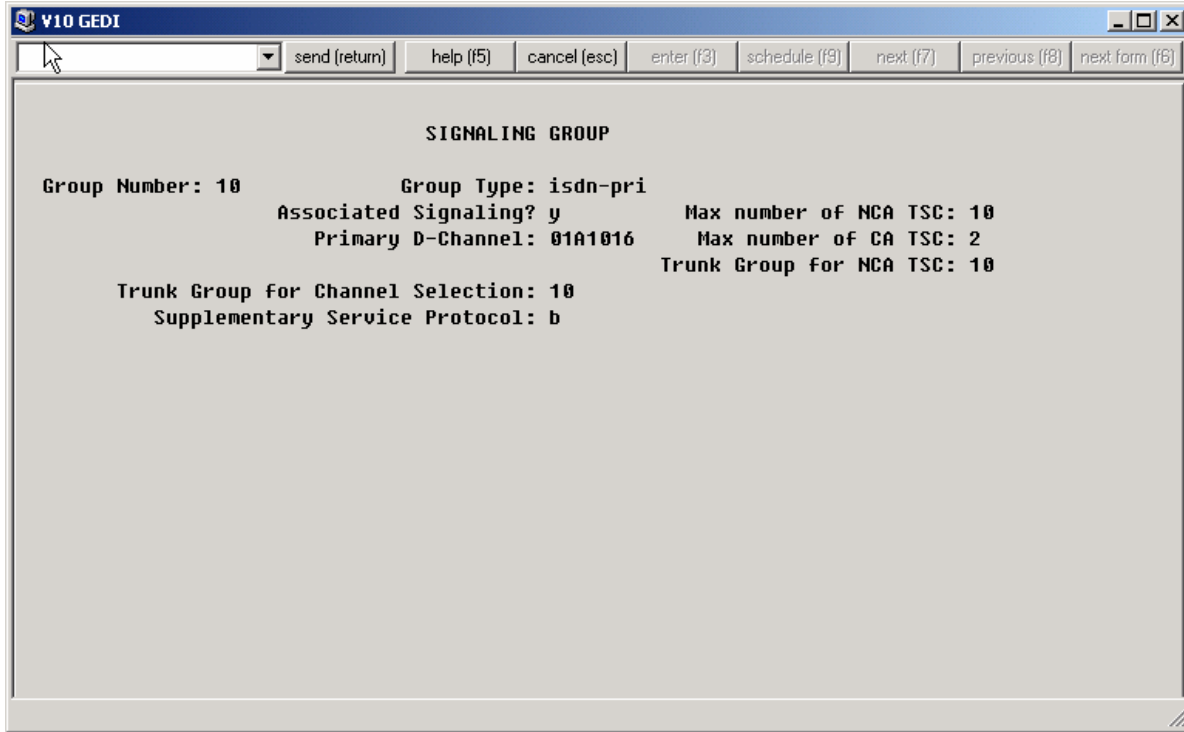 V10 GEDI
send (return) help (f5) cancel (esc) enter (f3) schedule (f9) next (f7) previous (f8) next form (f6)
SIGNALING GROUP
Group Number: 10 Group Type: isdn-pri
Associated Signaling? y Max number of NCA TSC: 10
Primary D-Channel: 01A1016 Max number of CA TSC: 2
Trunk Group for NCA TSC: 10
Trunk Group for Channel Selection: 10
Supplementary Service Protocol: b